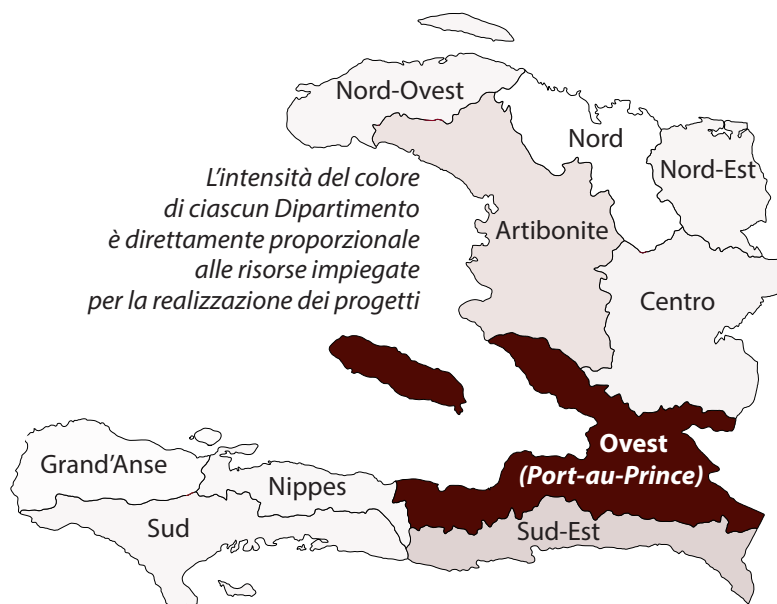 Nord-Ovest
Nord
Nord-Est
L'intensità del colore
di ciascun Dipartimento
è direttamente proporzionale
alle risorse impiegate
per la realizzazione dei progetti
Artibonite
Centro
Ovest
(Port-au-Prince)
Grand'Anse
Nippes
Sud
Sud-Est